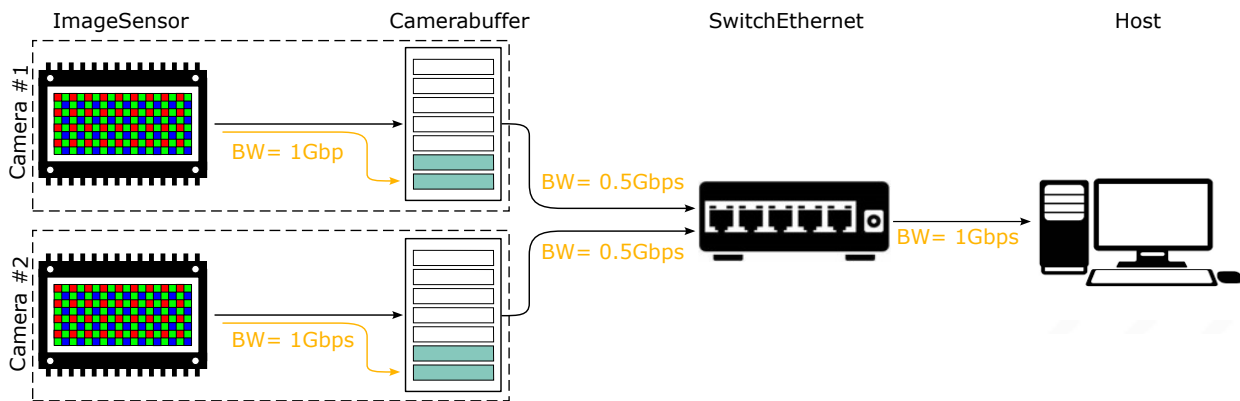 ImageSensor
Camerabuffer
SwitchEthernet
Host
Camera #1
BW= 1Gbp
BW= 0.5Gbps
BW= 0.5Gbps
BW= 1Gbps
Camera #2
BW= 1Gbps